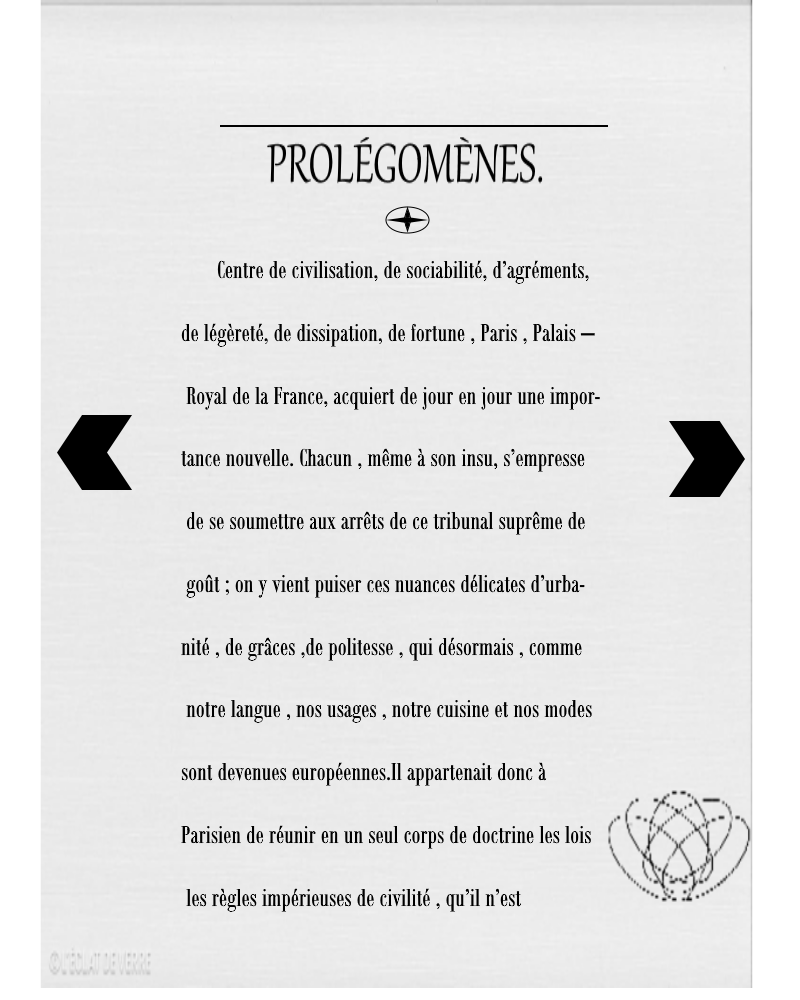 PROLÉGOMÈNES.
Centre de civilisation, de sociabilité, d’agréments,
de légèreté, de dissipation, de fortune , Paris , Palais –
Royal de la France, acquiert de jour en jour une impor-
tance nouvelle. Chacun , même à son insu, s’empresse
de se soumettre aux arrêts de ce tribunal suprême de
goût ; on y vient puiser ces nuances délicates d’urba-
nité , de grâces ,de politesse , qui désormais , comme
notre langue , nos usages , notre cuisine et nos modes
sont devenues européennes.Il appartenait donc à
Parisien de réunir en un seul corps de doctrine les lois
les règles impérieuses de civilité , qu’il n’est
©L'ÉCLAT DE VERRE